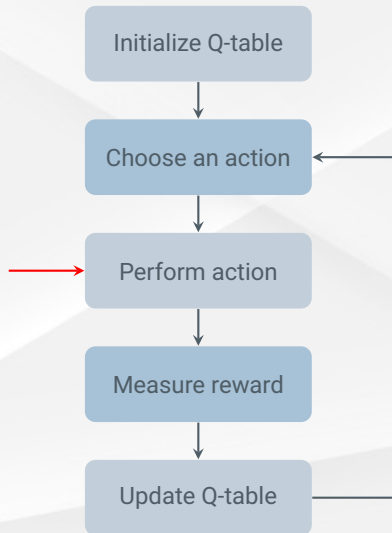 Initialize Q-table
Choose an action
Perform action
Measure reward
Update Q-table